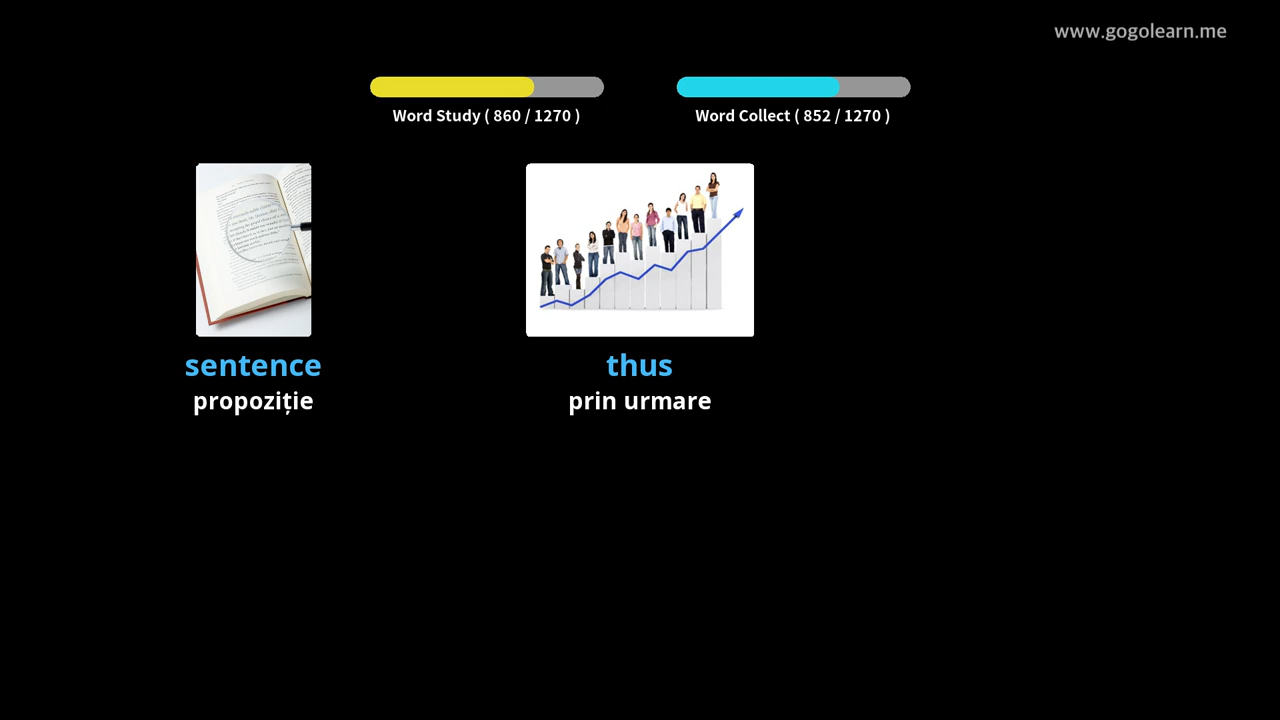 www.gogolearn.me
Word Study ( 860 / 1270 )
Word Collect ( 852 / 1270 )
sentence
propoziție
thus
prin urmare